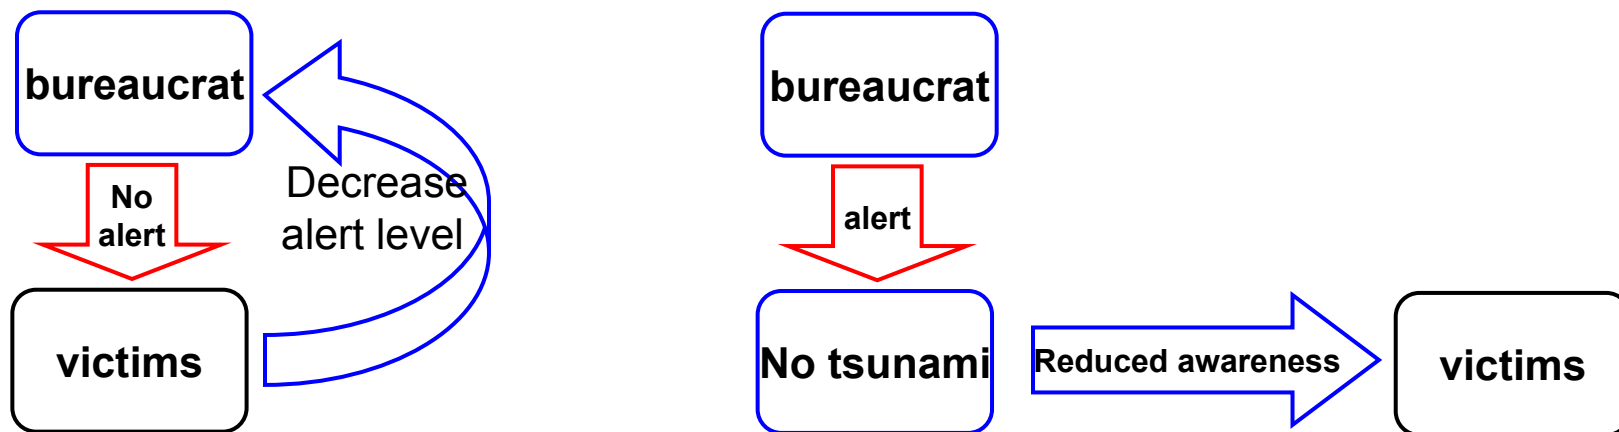 bureaucrat
No
alert
Decrease
alert level
victims
bureaucrat
alert
No tsunami
Reduced awareness
victims